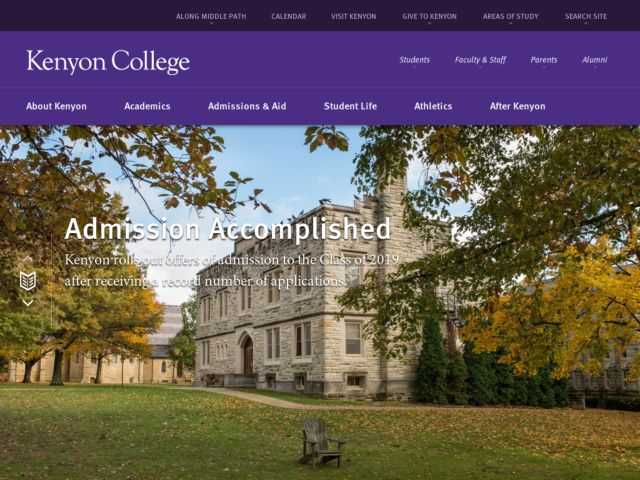 ALONG MIDDLE PATH CALENDAR VISIT KENYON GIVE TO KENYON AREAS OF STUDY SEARCH SITE
Kenyon College
Students Faculty & Staff Parents Alumni
About Kenyon Academics Admissions & Aid Student Life Athletics After Kenyon
Admission Accomplished
Kenyon rolls out offers of admission to the Class of 2019
after receiving a record number of applications.